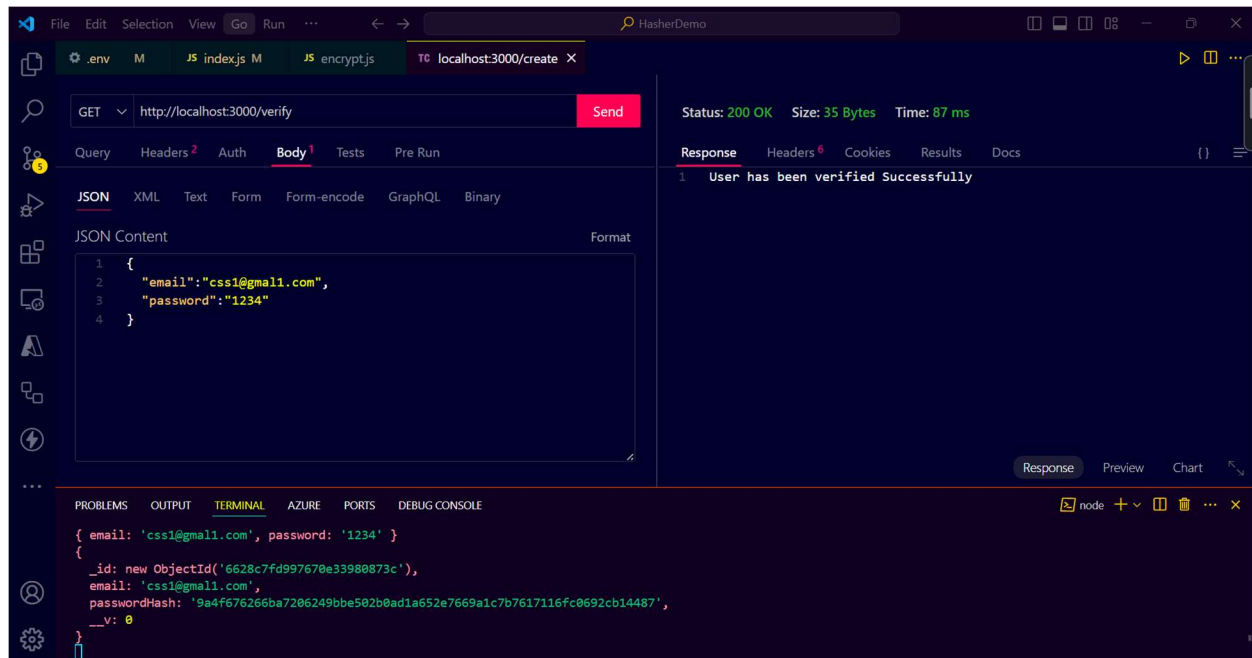 File Edit Selection View Go Run ··· ← → HasherDemo
.env M JS index.js M JS encrypt.js TC localhost:3000/create ×
GET http://localhost:3000/verify Send
Status: 200 OK Size: 35 Bytes Time: 87 ms
Query Headers 2 Auth Body 1 Tests Pre Run
Response Headers 6 Cookies Results Docs {}
1 User has been verified Successfully
JSON XML Text Form Form-encode GraphQL Binary
JSON Content Format
1 {
2 "email":"css1@gmal1.com",
3 "password":"1234"
4 }
5
Response Preview Chart
PROBLEMS OUTPUT TERMINAL AZURE PORTS DEBUG CONSOLE
node
{ email: 'css1@gmal1.com', password: '1234' }
{
_id: new ObjectId('6628c7fd997670e33980873c'),
email: 'css1@gmal1.com',
passwordHash: '9a4f676266ba7206249bbe502b0ad1a652e7669a1c7b7617116fc0692cb14487',
__v: 0
}